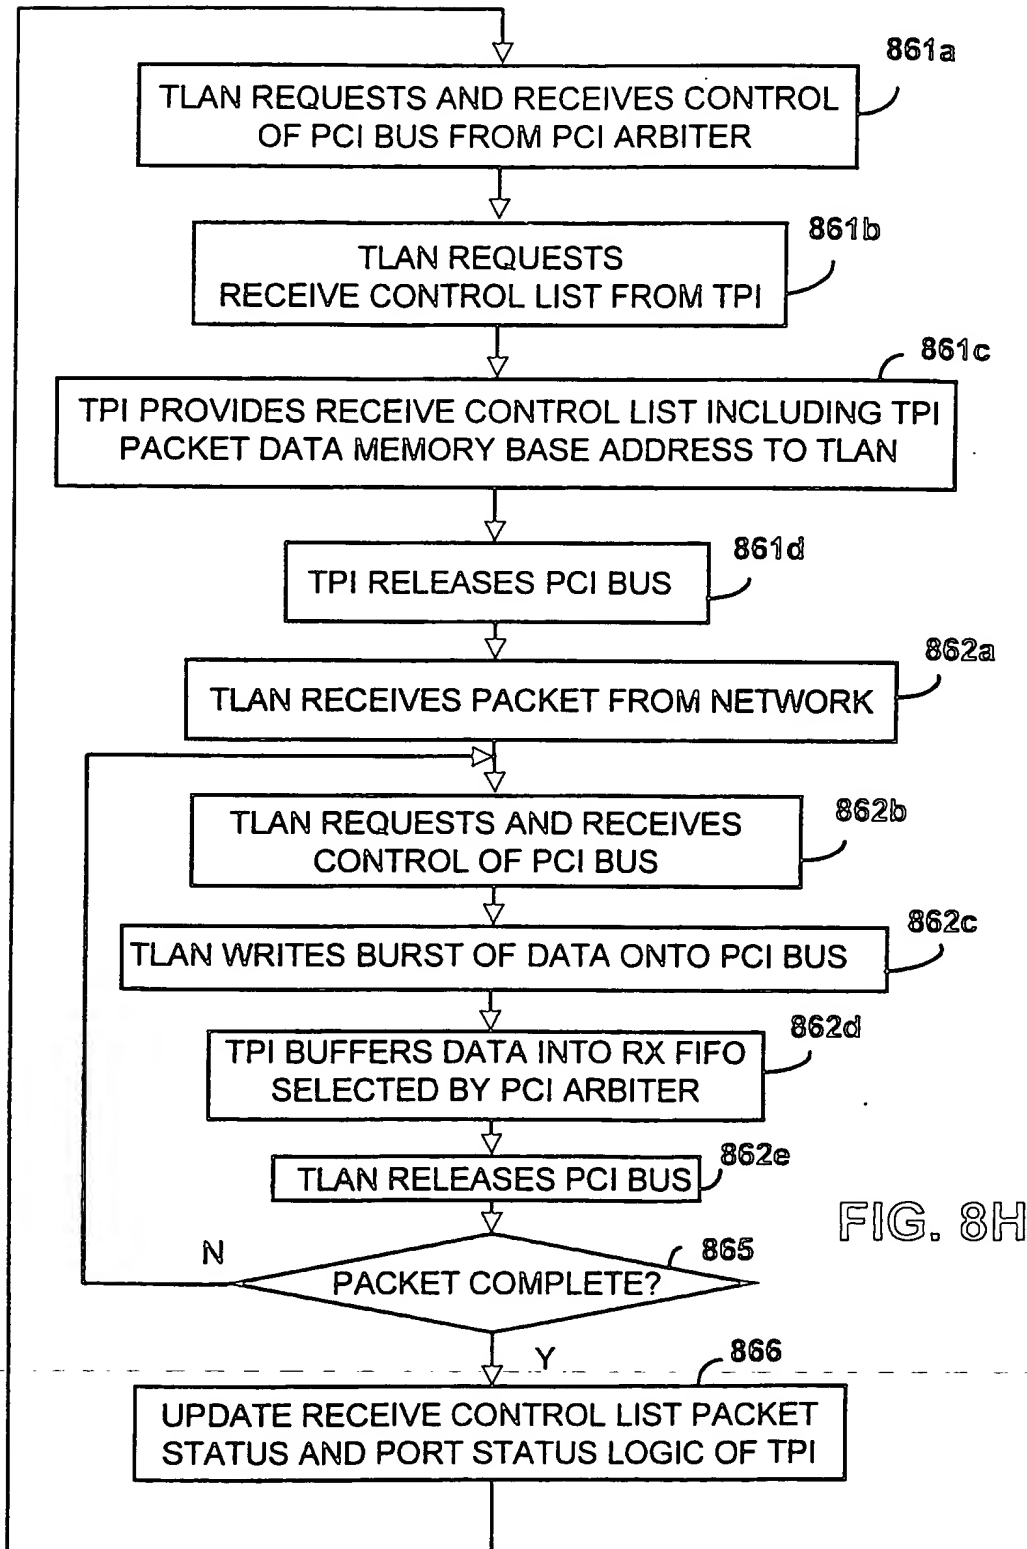 861a
TLAN REQUESTS AND RECEIVES CONTROL
OF PCI BUS FROM PCI ARBITER
861b
TLAN REQUESTS
RECEIVE CONTROL LIST FROM TPI
861c
TPI PROVIDES RECEIVE CONTROL LIST INCLUDING TPI
PACKET DATA MEMORY BASE ADDRESS TO TLAN
861d
TPI RELEASES PCI BUS
862a
TLAN RECEIVES PACKET FROM NETWORK
862b
TLAN REQUESTS AND RECEIVES
CONTROL OF PCI BUS
862c
TLAN WRITES BURST OF DATA ONTO PCI BUS
862d
TPI BUFFERS DATA INTO RX FIFO
SELECTED BY PCI ARBITER
862e
TLAN RELEASES PCI BUS
FIG. 8H
N
865
PACKET COMPLETE?
Y
866
UPDATE RECEIVE CONTROL LIST PACKET
STATUS AND PORT STATUS LOGIC OF TPI